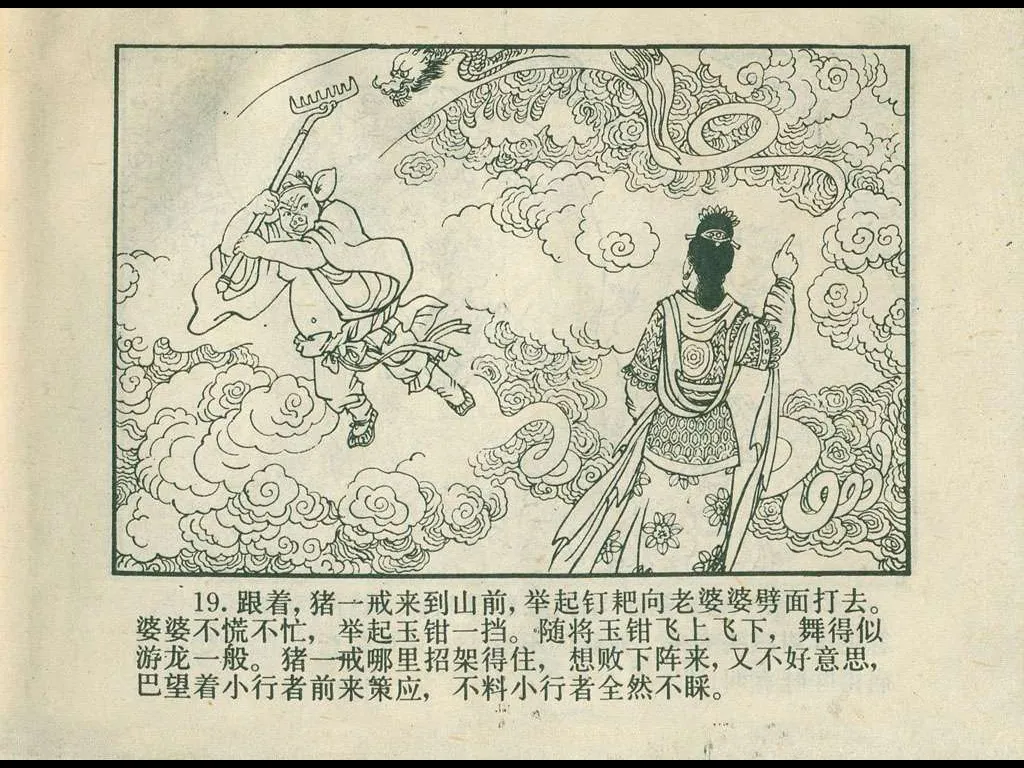 19. 跟着, 猪一戒来到山前, 举起钉耙向老婆婆劈面打去。
婆婆不慌不忙, 举起玉钳一挡。随将玉钳飞上飞下, 舞得似
游龙一般。猪一戒哪里招架得住, 想败下阵来, 又不好意思,
巴望着小行者前来策应, 不料小行者全然不睬。